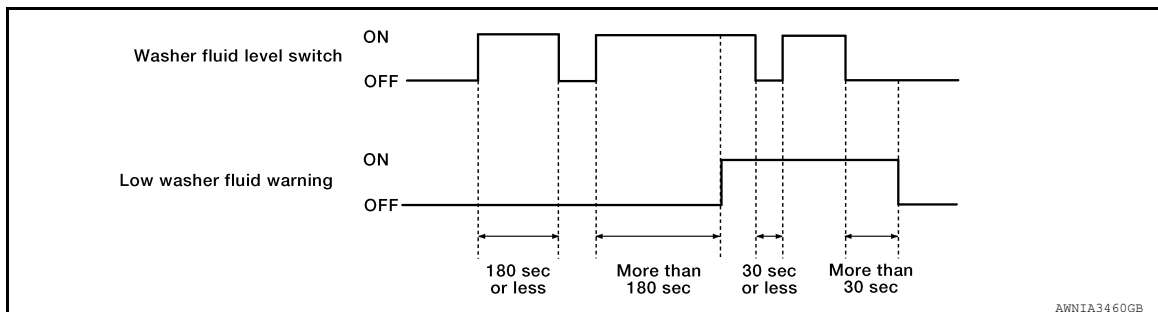 ON
Washer fluid level switch
OFF
ON
Low washer fluid warning
OFF
180 sec
or less
More than
180 sec
30 sec
or less
More than
30 sec
AWNIA3460GB